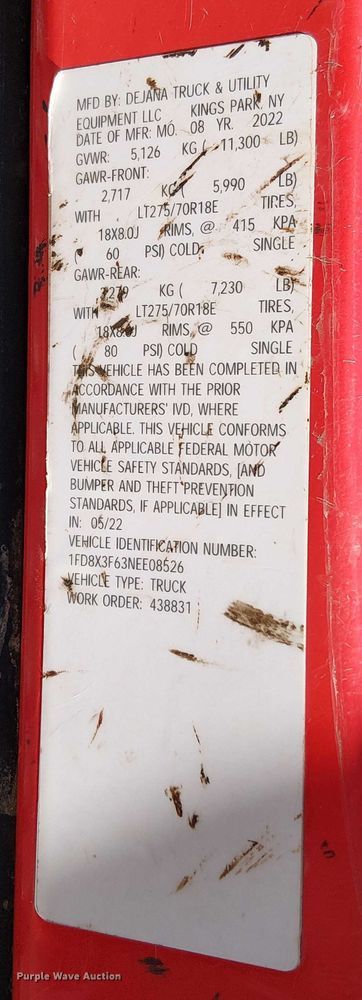 MFD BY: DEJANA TRUCK & UTILITY
EQUIPMENT LLC KINGS PARK, NY
DATE OF MFR: MO. 08 YR. 2022
GVWR: 5,126 KG ( 11,300 LB)
GAWR-FRONT:
2,717 KG ( 5,990 LB)
WITH LT275/70R18E TIRES,
18X8.0J RIMS, @ 415 KPA
( 60 PSI) COLD, SINGLE
GAWR-REAR:
KG ( 7,230 LB)
WITH LT275/70R18E TIRES,
18X8.0J RIMS, @ 550 KPA
( 80 PSI) COLD SINGLE
THIS VEHICLE HAS BEEN COMPLETED IN
ACCORDANCE WITH THE PRIOR
MANUFACTURERS' IVD, WHERE
APPLICABLE. THIS VEHICLE CONFORMS
TO ALL APPLICABLE FEDERAL MOTOR
VEHICLE SAFETY STANDARDS, [AND
BUMPER AND THEFT PREVENTION
STANDARDS, IF APPLICABLE] IN EFFECT
IN: 05/22
VEHICLE IDENTIFICATION NUMBER:
1FD8X3F63NEE08526
VEHICLE TYPE: TRUCK
WORK ORDER: 438831
Purple Wave Auction